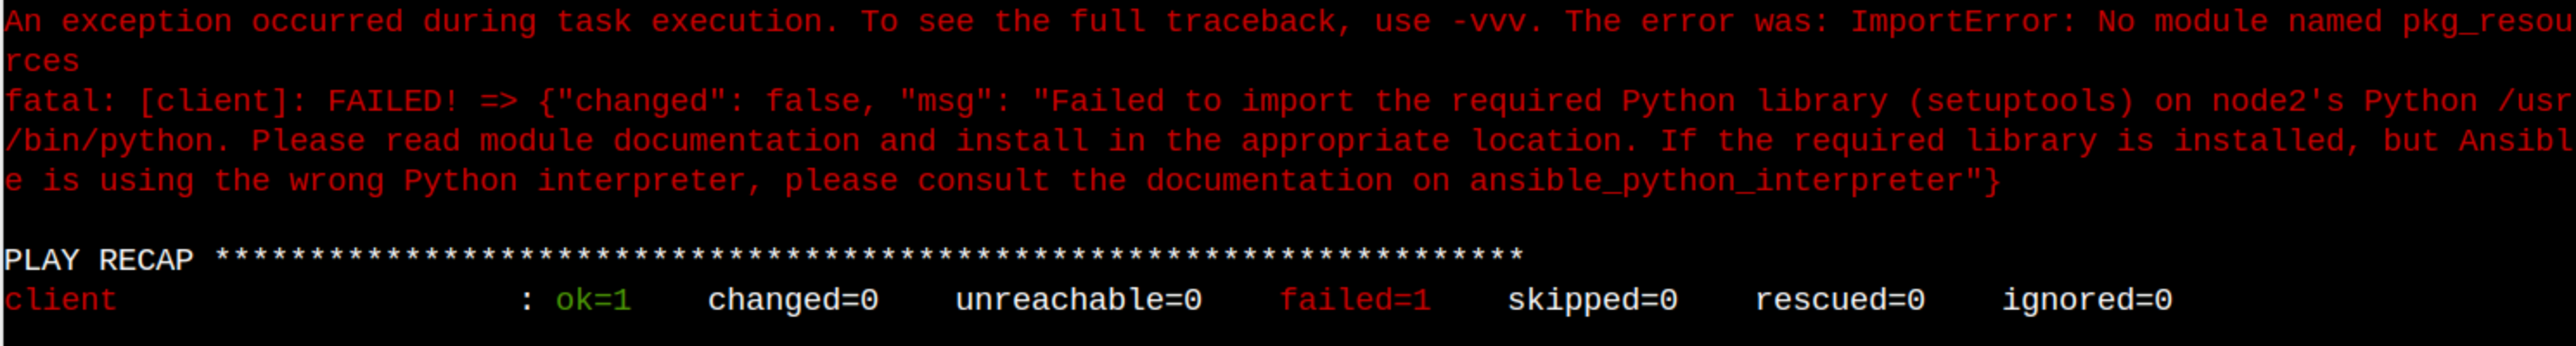 An exception occurred during task execution. To see the full traceback, use -vvv. The error was: ImportError: No module named pkg_resou
rces
fatal: [client]: FAILED! => {"changed": false, "msg": "Failed to import the required Python library (setuptools) on node2's Python /usr
/bin/python. Please read module documentation and install in the appropriate location. If the required library is installed, but Ansibl
e is using the wrong Python interpreter, please consult the documentation on ansible_python_interpreter"}
PLAY RECAP *********************************************************************
client : ok=1 changed=0 unreachable=0 failed=1 skipped=0 rescued=0 ignored=0